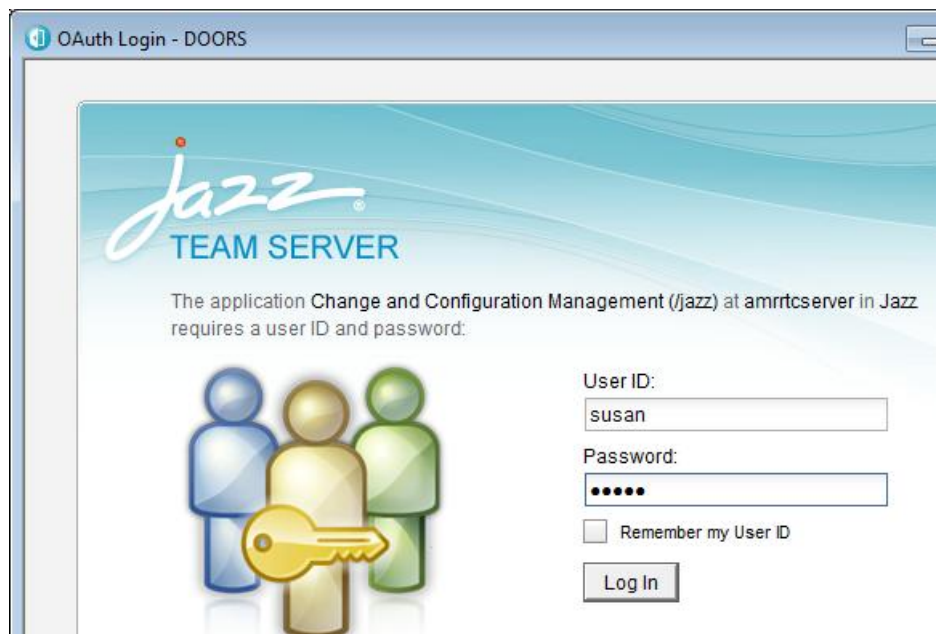 OAuth Login - DOORS
jazz®
TEAM SERVER
The application Change and Configuration Management (/jazz) at amrrtcserver in Jazz
requires a user ID and password:
User ID:
susan
Password:
•••••
Remember my User ID
Log In